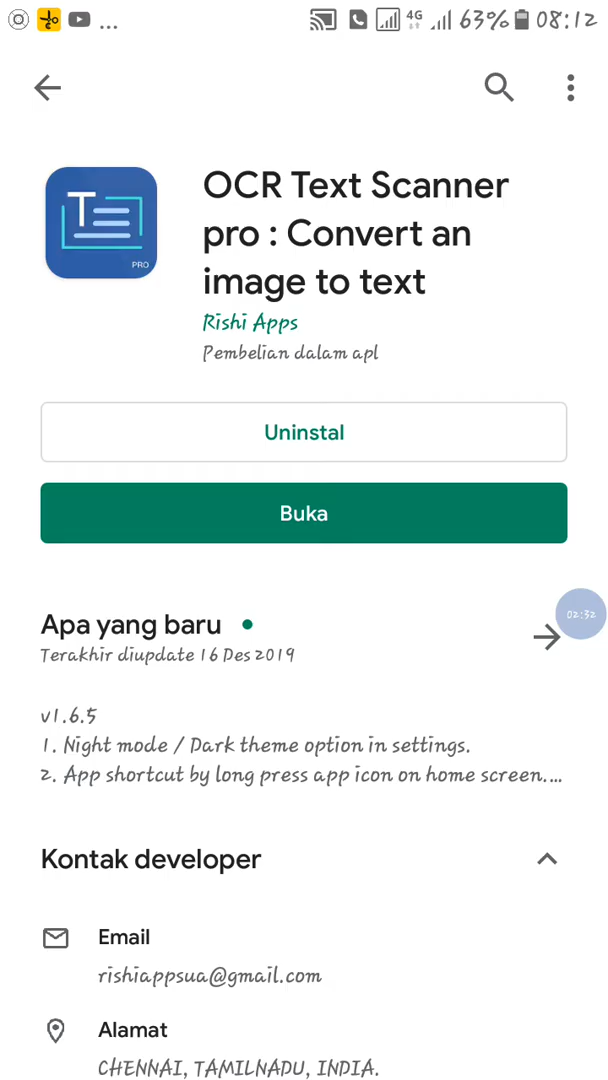 ... 4G 63% 08:12
OCR Text Scanner
pro : Convert an
image to text
Rishi Apps
Pembelian dalam apl
T
PRO
Uninstal
Buka
Apa yang baru
02:32
Terakhir diupdate 16 Des 2019
v1.6.5
1. Night mode / Dark theme option in settings.
2. App shortcut by long press app icon on home screen....
Kontak developer
Email
rishiappsua@gmail.com
Alamat
CHENNAI, TAMILNADU, INDIA.